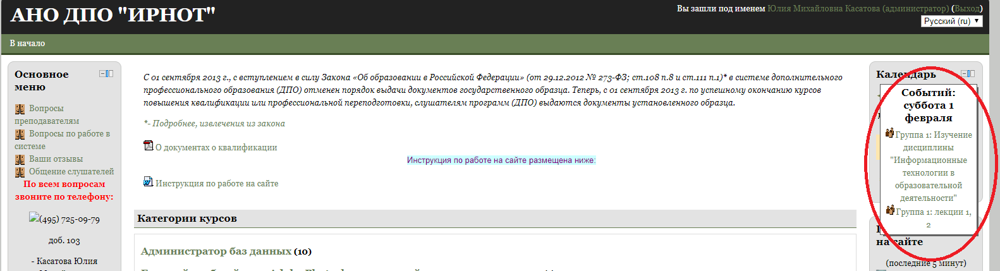 АНО ДПО "ИРНОТ"
Вы зашли под именем Юлия Михайловна Касатова (администратор) (Выход)
Русский (ru)
В начало
Основное
меню
Вопросы
преподавателям
Вопросы по работе в
системе
Ваши отзывы
Общение слушателей
По всем вопросам
звоните по телефону:
(495) 725-09-79
доб. 103
- Касатова Юлия
С 01 сентября 2013 г., с вступлением в силу Закона «Об образовании в Российской Федерации» (от 29.12.2012 № 273-ФЗ; ст.108 п.8 и ст.111 п.1)* в системе дополнительного
профессионального образования (ДПО) отменен порядок выдачи документов государственного образца. Теперь, с 01 сентября 2013 г. по успешному окончанию курсов
повышения квалификации или профессиональной переподготовки, слушателям программ (ДПО) выдаются документы установленного образца.
*- Подробнее, извлечения из закона
О документах о квалификации
Инструкция по работе на сайте размещена ниже:
Инструкция по работе на сайте
Категории курсов
Администратор баз данных (10)
Календарь
Событий:
суббота 1
февраля
Группа 1: Изучение
дисциплины
"Информационные
технологии в
образовательной
деятельности"
Группа 1: лекции 1,
2
на сайте
(последние 5 минут)